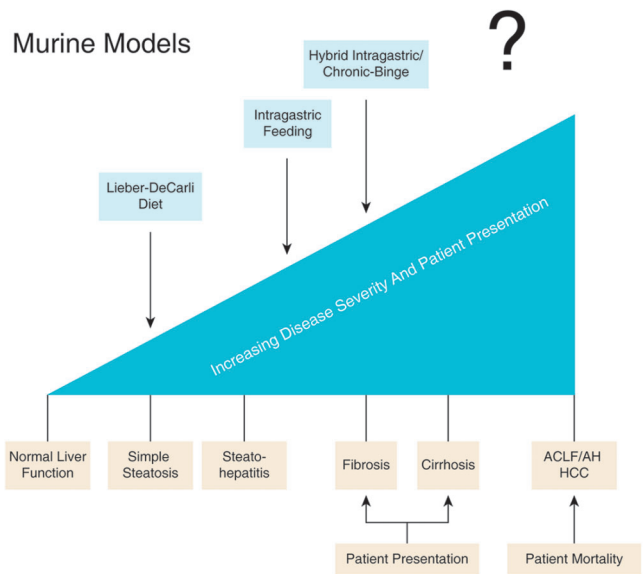 Murine Models
?
Hybrid Intragastric/
Chronic-Binge
Intragastric
Feeding
Lieber-DeCarli
Diet
Increasing Disease Severity And Patient Presentation
Normal Liver
Function
Simple
Steatosis
Steato-
hepatitis
Fibrosis
Cirrhosis
ACLF/AH
HCC
Patient Presentation
Patient Mortality